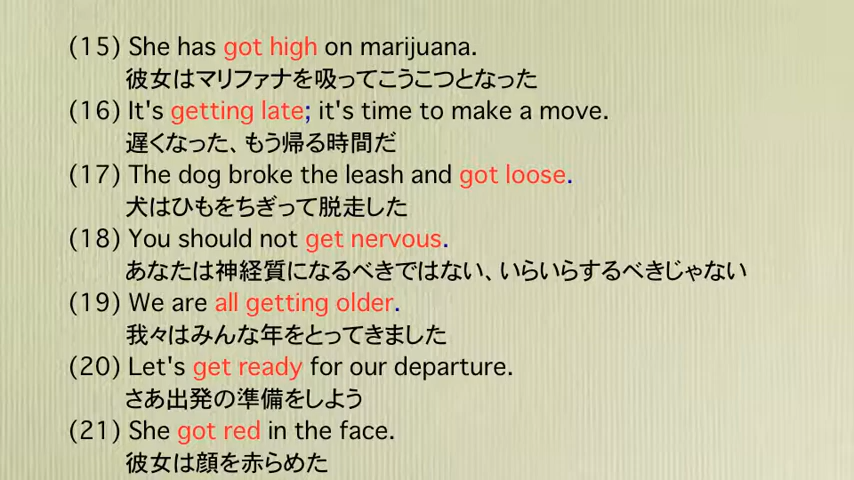 (15) She has got high on marijuana.
彼女はマリファナを吸ってこうこつとなった
(16) It's getting late; it's time to make a move.
遅くなった、もう帰る時間だ
(17) The dog broke the leash and got loose.
犬はひもをちぎって脱走した
(18) You should not get nervous.
あなたは神経質になるべきではない、いらいらするべきじゃない
(19) We are all getting older.
我々はみんな年をとってきました
(20) Let's get ready for our departure.
さあ出発の準備をしよう
(21) She got red in the face.
彼女は顔を赤らめた